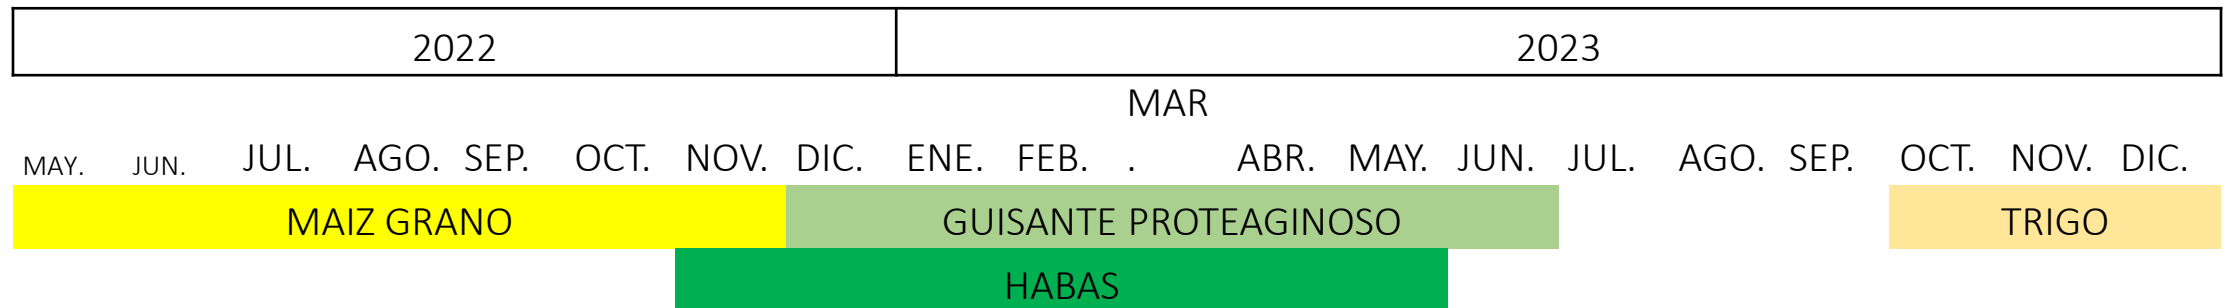 2022 2023
MAR
MAY. JUN. JUL. AGO. SEP. OCT. NOV. DIC. ENE. FEB. . ABR. MAY. JUN. JUL. AGO. SEP. OCT. NOV. DIC.
MAIZ GRANO GUISANTE PROTEAGINOSO TRIGO
HABAS